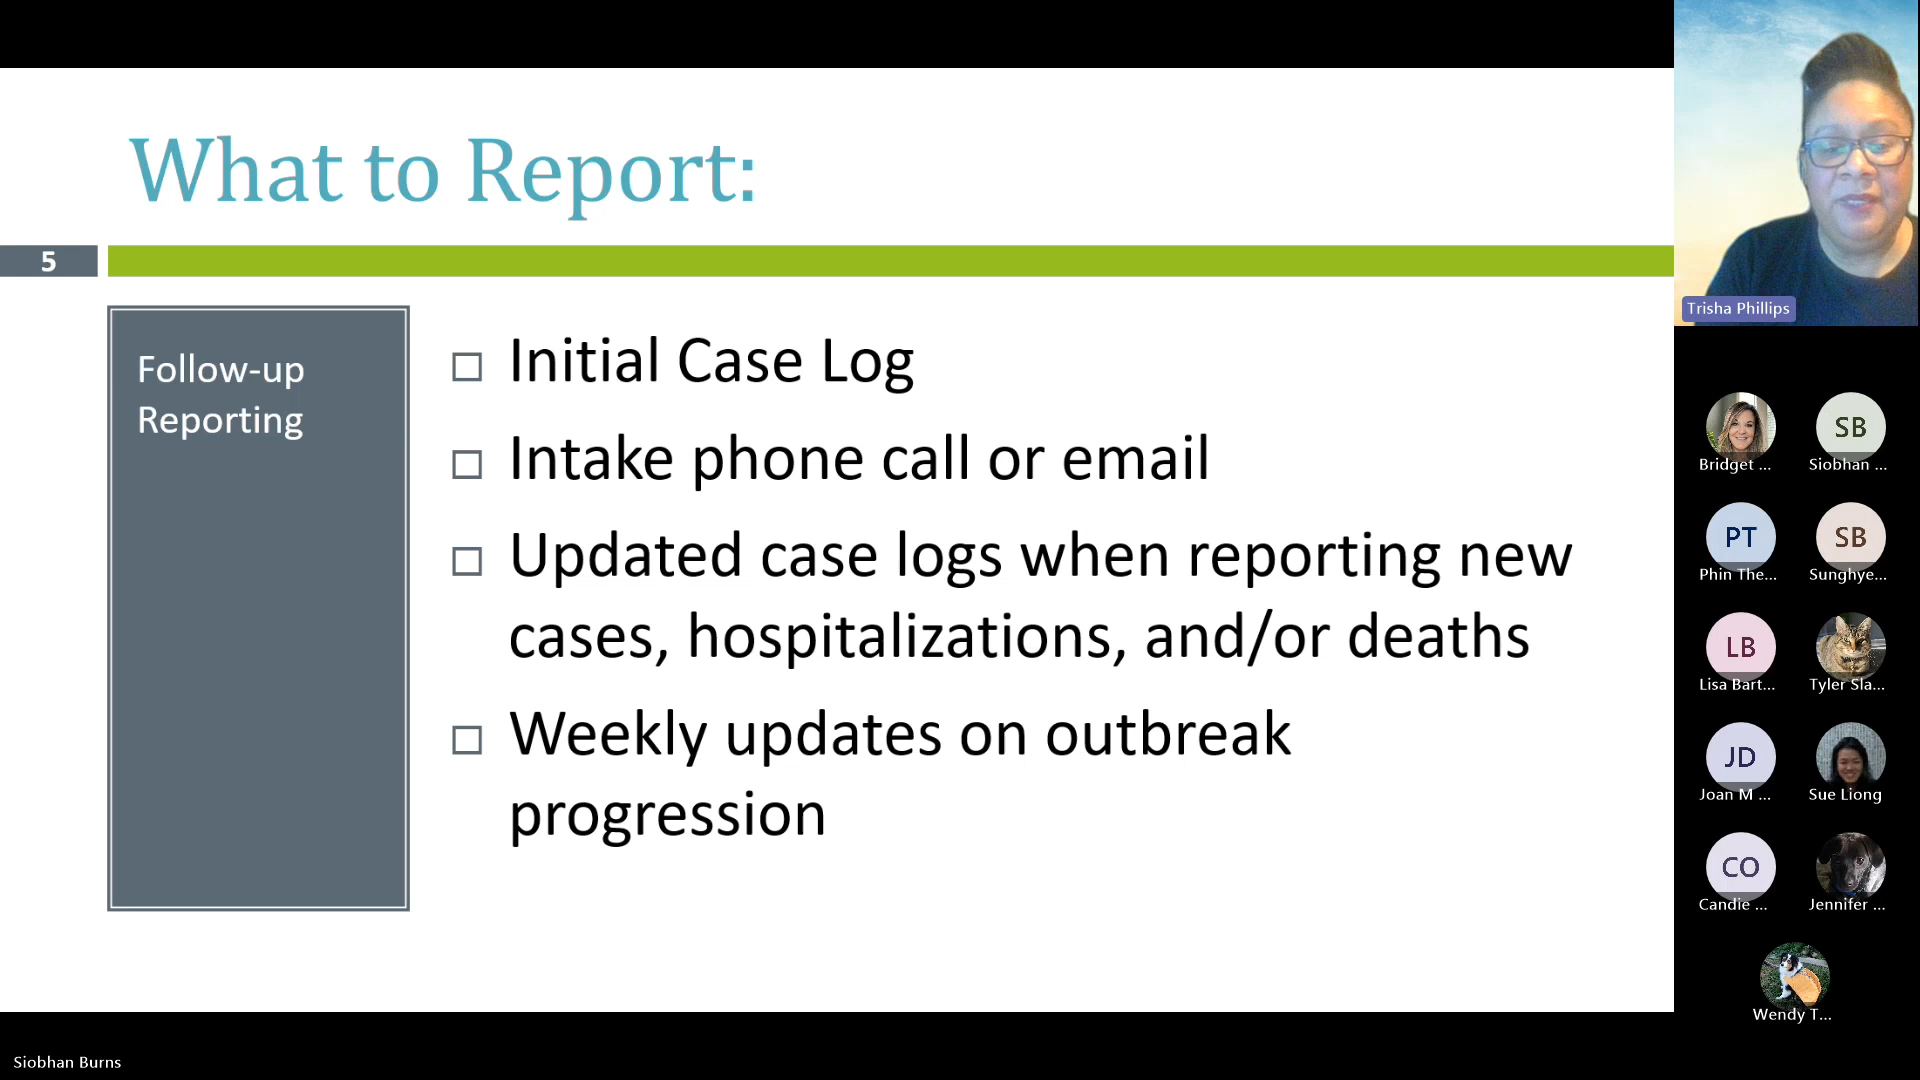 What to Report:
5
Follow-up
Reporting
Initial Case Log
Intake phone call or email
Updated case logs when reporting new
cases, hospitalizations, and/or deaths
Weekly updates on outbreak
progression
Trisha Phillips
Bridget ...
SB
Siobhan ...
PT
Phin The...
SB
Sunghye...
LB
Lisa Bart...
Tyler Sla...
JD
Joan M ...
Sue Liong
CO
Candie ...
Jennifer ...
Wendy T...
Siobhan Burns